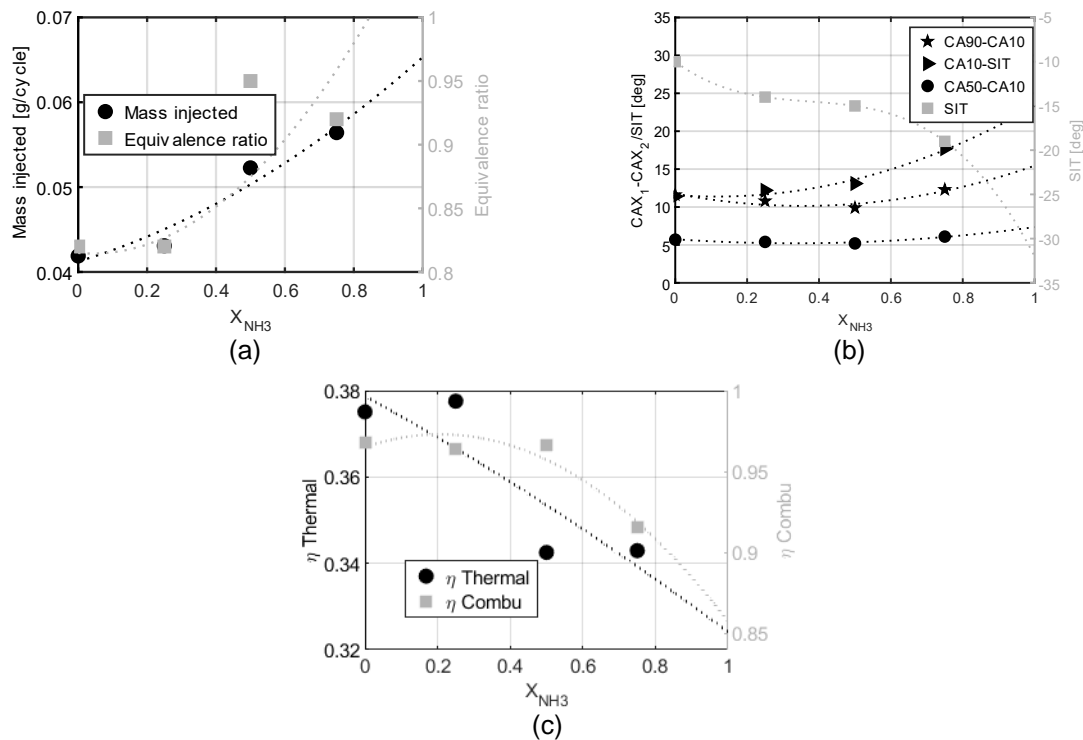 0.07
0.06
0.05
0.04
Mass injected [g/cycle]
Mass injected
Equivalence ratio
1
0.95
0.9
0.85
0.8
Equivalence ratio
0 0.2 0.4 0.6 0.8 1
X_NH3
(a)
35
30
25
20
15
10
5
0
CAX_1-CAX_2/SIT [deg]
CA90-CA10
CA10-SIT
CA50-CA10
SIT
-5
-10
-15
-20
-25
-30
-35
SIT [deg]
0 0.2 0.4 0.6 0.8 1
X_NH3
(b)
0.38
0.36
0.34
0.32
η Thermal
η Thermal
η Combu
1
0.95
0.9
0.85
η Combu
0 0.2 0.4 0.6 0.8 1
X_NH3
(c)